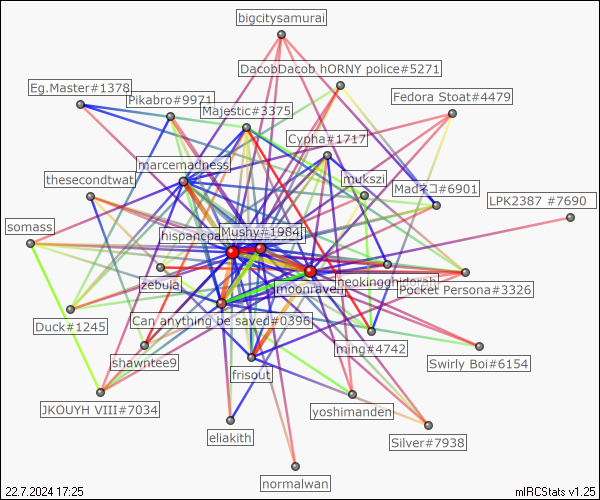 bigcitysamurai
DacobDacob hORNY police#5271
Eg.Master#1378
Pikabro#9971
Fedora Stoat#4479
Majestic#3375
Cypha#1717
marcemadness
mukszi
thesecondtwat
Madネコ#6901
LPK2387 #7690
somass
Mushy#1984
zebula
moonraven
Pocket Persona#3326
Can anything be saved#0396
Duck#1245
ming#4742
shawntee9
Swirly Boi#6154
frisout
JKOUYH VIII#7034
yoshimanden
eliakith
Silver#7938
normalwan
22.7.2024 17:25
mIRCStats v1.25